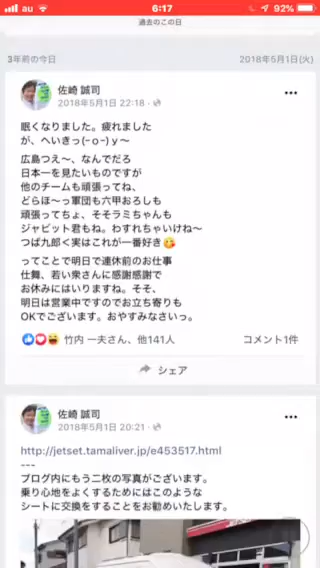 au
6:17
92%
過去のこの日
3年前の今日
2018年5月1日(火)
佐崎 誠司
2018年5月1日 22:18
眠くなりました。疲れました
が、へいきっ(-o-)y〜
広島つえ〜、なんでだろ
日本一を見たいものですが
他のチームも頑張ってね、
どらほ〜っ軍団も六甲おろしも
頑張ってちょ、そそラミちゃんも
ジャビット君もね。わすれちゃいけね〜
つば九郎<実はこれが一番好き😋
ってことで明日で連休前のお仕事
仕舞、若い衆さんに感謝感謝で
お休みにはいりますね。そそ、
明日は営業中ですのでお立ち寄りも
OKでございます。おやすみなさいっ。
竹内 一夫さん、他141人
コメント1件
シェア
佐崎 誠司
2018年5月1日 20:21
http://jetset.tamaliver.jp/e453517.html
---
ブログ内にもう二枚の写真がございます。
乗り心地をよくするためにはこのような
シートに交換をすることをお勧めいたします。